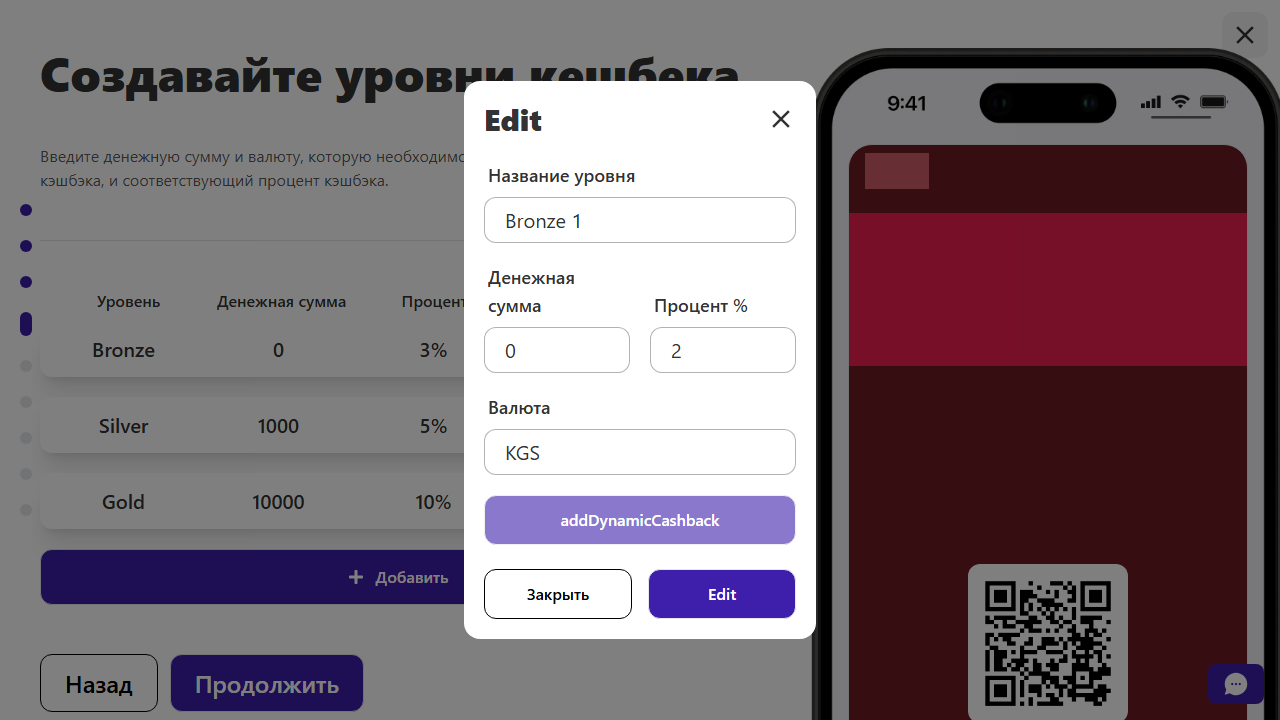 Создавайте уровни кешбека
Введите денежную сумму и валюту, которую необходимо
кэшбэка, и соответствующий процент кэшбэка.
Уровень Денежная сумма Процент
Bronze 0 3%
Silver 1000 5%
Gold 10000 10%
Добавить
Назад Продолжить
Edit
Название уровня
Bronze 1
Денежная сумма
Процент %
0 2
Валюта
KGS
addDynamicCashback
Закрыть Edit
9:41